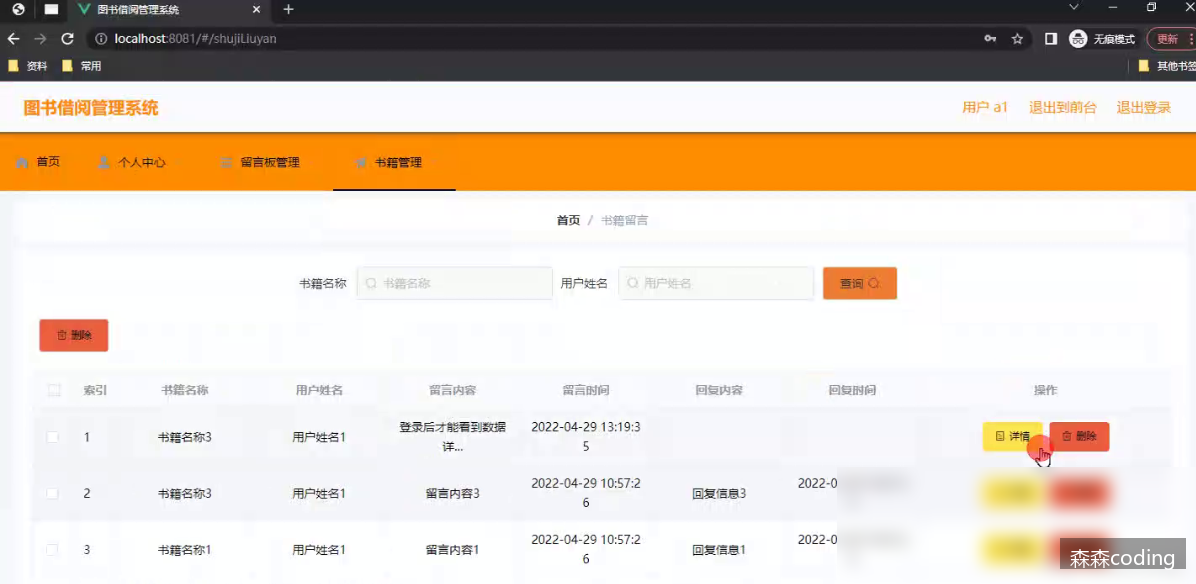 图书借阅管理系统
localhost:8081/#/shujiLiuyan
无痕模式
更新
资料
常用
其他书签
图书借阅管理系统
用户 a1
退出到前台
退出登录
首页
个人中心
留言板管理
书籍管理
首页 / 书籍留言
书籍名称
书籍名称
用户姓名
用户姓名
查询
删除
索引 书籍名称 用户姓名 留言内容 留言时间 回复内容 回复时间 操作
1 书籍名称3 用户姓名1 登录后才能看到数据 2022-04-29 13:19:3 详情 删除
详... 5
2 书籍名称3 用户姓名1 留言内容3 2022-04-29 10:57:2 回复信息3 2022-0
6
3 书籍名称1 用户姓名1 留言内容1 2022-04-29 10:57:2 回复信息1 2022-0
6
森森coding